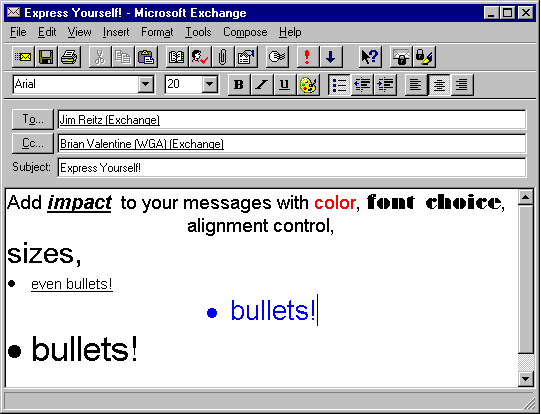 Express Yourself! - Microsoft Exchange
File Edit View Insert Format Tools Compose Help
Arial 20 B I U
To... Jim Reitz (Exchange)
Cc... Brian Valentine (WGA) (Exchange)
Subject: Express Yourself!
Add impact to your messages with color, font choice,
alignment control,
sizes,
• even bullets!
• bullets!
• bullets!